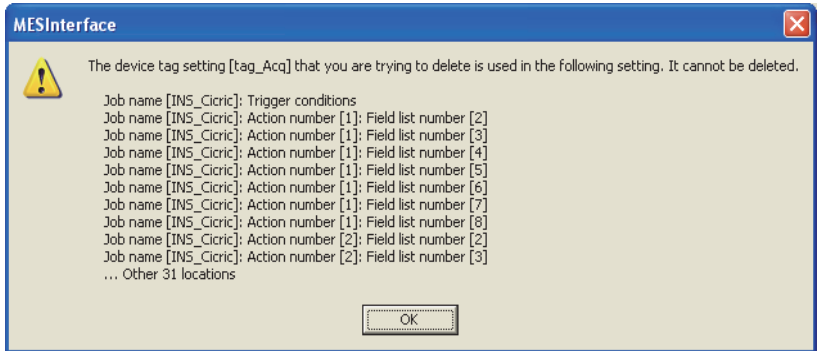 MESInterface
The device tag setting [tag_Acq] that you are trying to delete is used in the following setting. It cannot be deleted.
Job name [INS_Cicric]: Trigger conditions
Job name [INS_Cicric]: Action number [1]: Field list number [2]
Job name [INS_Cicric]: Action number [1]: Field list number [3]
Job name [INS_Cicric]: Action number [1]: Field list number [4]
Job name [INS_Cicric]: Action number [1]: Field list number [5]
Job name [INS_Cicric]: Action number [1]: Field list number [6]
Job name [INS_Cicric]: Action number [1]: Field list number [7]
Job name [INS_Cicric]: Action number [1]: Field list number [8]
Job name [INS_Cicric]: Action number [2]: Field list number [2]
Job name [INS_Cicric]: Action number [2]: Field list number [3]
... Other 31 locations
OK